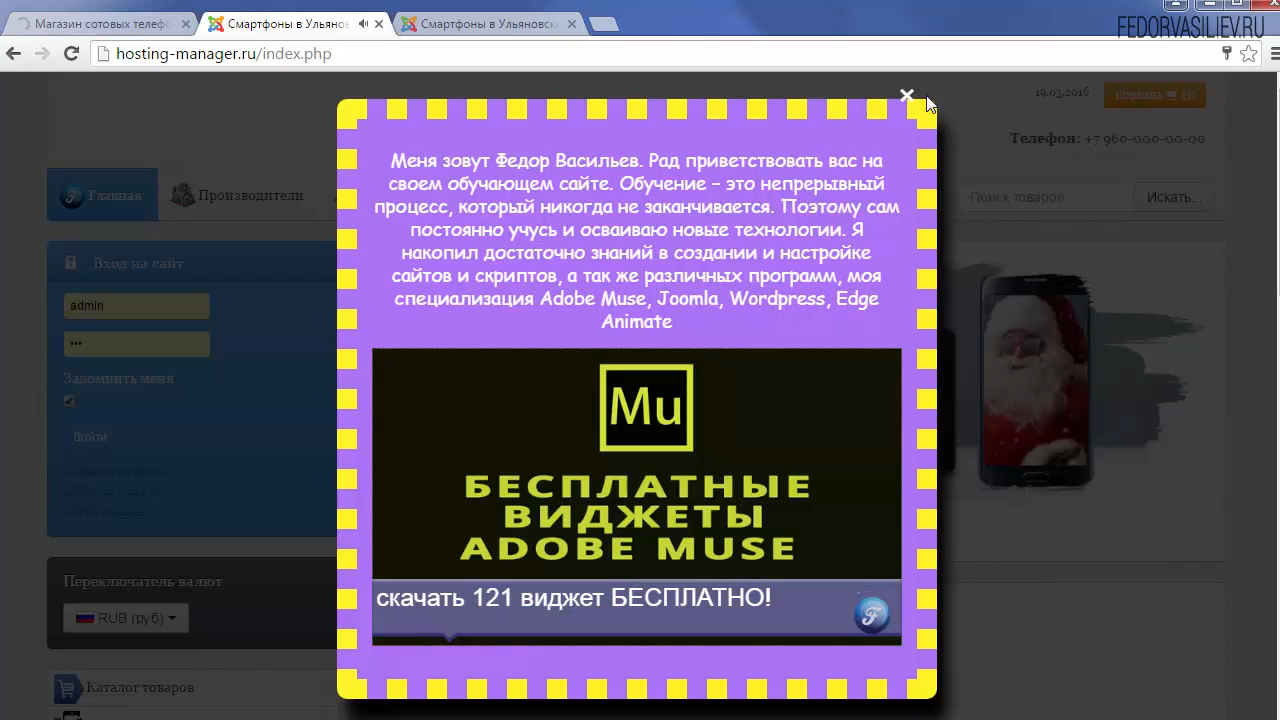 Магазин сотовых телефо
Смартфоны в Ульянов
Смартфоны в Ульяновск
FEDORVASILIEV.RU
hosting-manager.ru/index.php
19.03.2016
Корзина (1)
Телефон: +7 960-000-00-00
Главная
Производители
Поиск товаров
Искать...
Вход на сайт
admin
Запомнить меня
Войти
Переключатель валют
RUB (руб)
Каталог товаров
Меня зовут Федор Васильев. Рад приветствовать вас на
своем обучающем сайте. Обучение – это непрерывный
процесс, который никогда не заканчивается. Поэтому сам
постоянно учусь и осваиваю новые технологии. Я
накопил достаточно знаний в создании и настройке
сайтов и скриптов, а так же различных программ, моя
специализация Adobe Muse, Joomla, Wordpress, Edge
Animate
Mu
БЕСПЛАТНЫЕ
ВИДЖЕТЫ
ADOBE MUSE
скачать 121 виджет БЕСПЛАТНО!
F